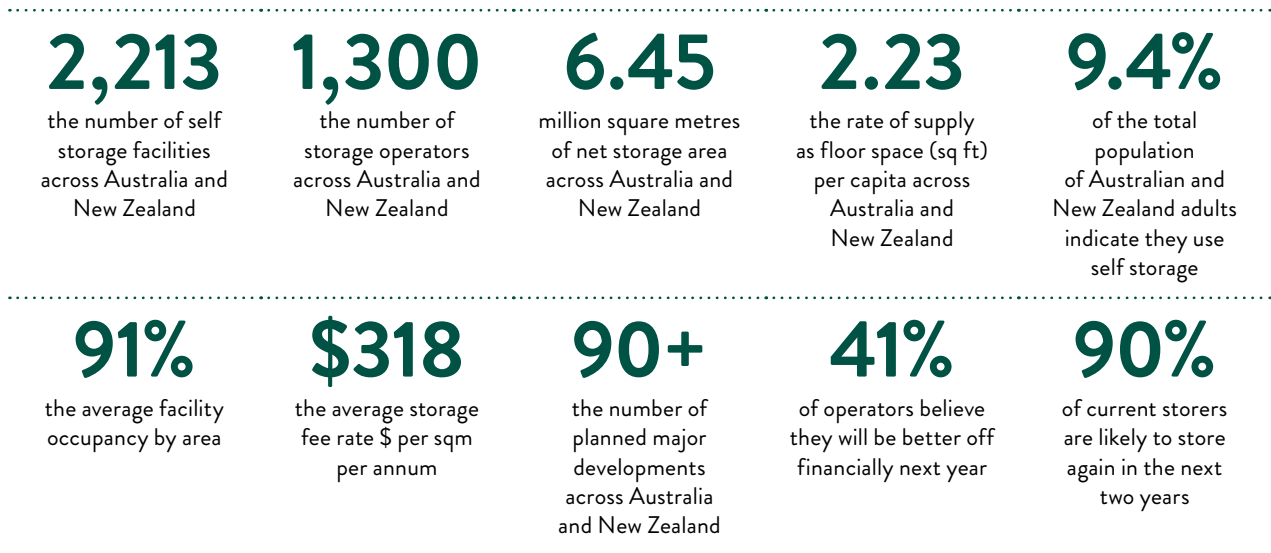 2,213
the number of self
storage facilities
across Australia and
New Zealand
1,300
the number of
storage operators
across Australia and
New Zealand
6.45
million square metres
of net storage area
across Australia and
New Zealand
2.23
the rate of supply
as floor space (sq ft)
per capita across
Australia and
New Zealand
9.4%
of the total
population
of Australian and
New Zealand adults
indicate they use
self storage
91%
the average facility
occupancy by area
$318
the average storage
fee rate $ per sqm
per annum
90+
the number of
planned major
developments
across Australia
and New Zealand
41%
of operators believe
they will be better off
financially next year
90%
of current storers
are likely to store
again in the next
two years